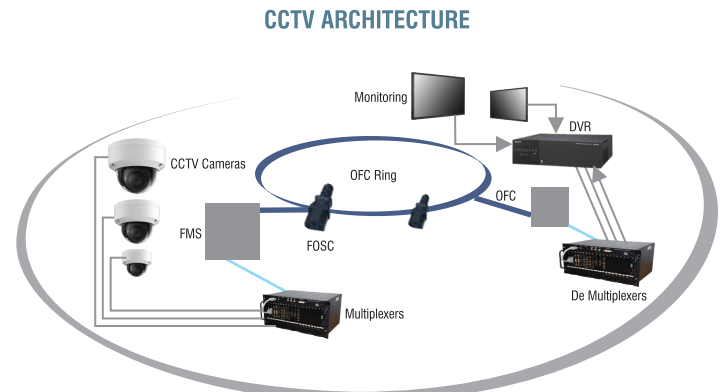 CCTV ARCHITECTURE
Monitoring
DVR
CCTV Cameras
OFC Ring
OFC
FMS
FOSC
De Multiplexers
Multiplexers